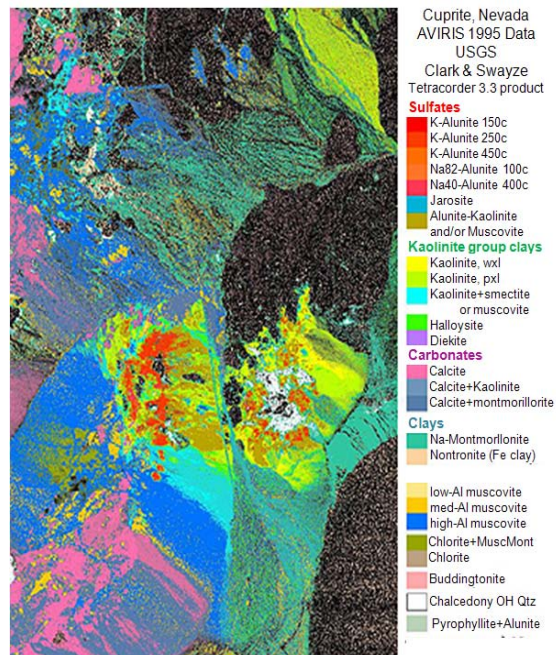 Cuprite, Nevada
AVIRIS 1995 Data
USGS
Clark & Swayze
Tetracorder 3.3 product
Sulfates
K-Alunite 150c
K-Alunite 250c
K-Alunite 450c
Na82-Alunite 100c
Na40-Alunite 400c
Jarosite
Alunite-Kaolinite
and/or Muscovite
Kaolinite group clays
Kaolinite, wxl
Kaolinite, pxl
Kaolinite+smectite
or muscovite
Halloysite
Diekite
Carbonates
Calcite
Calcite+Kaolinite
Calcite+montmorillorite
Clays
Na-Montmorllonite
Nontronite (Fe clay)
low-Al muscovite
med-Al muscovite
high-Al muscovite
Chlorite+MuscMont
Chlorite
Buddingtonite
Chalcedony OH Qtz
Pyrophyllite+Alunite